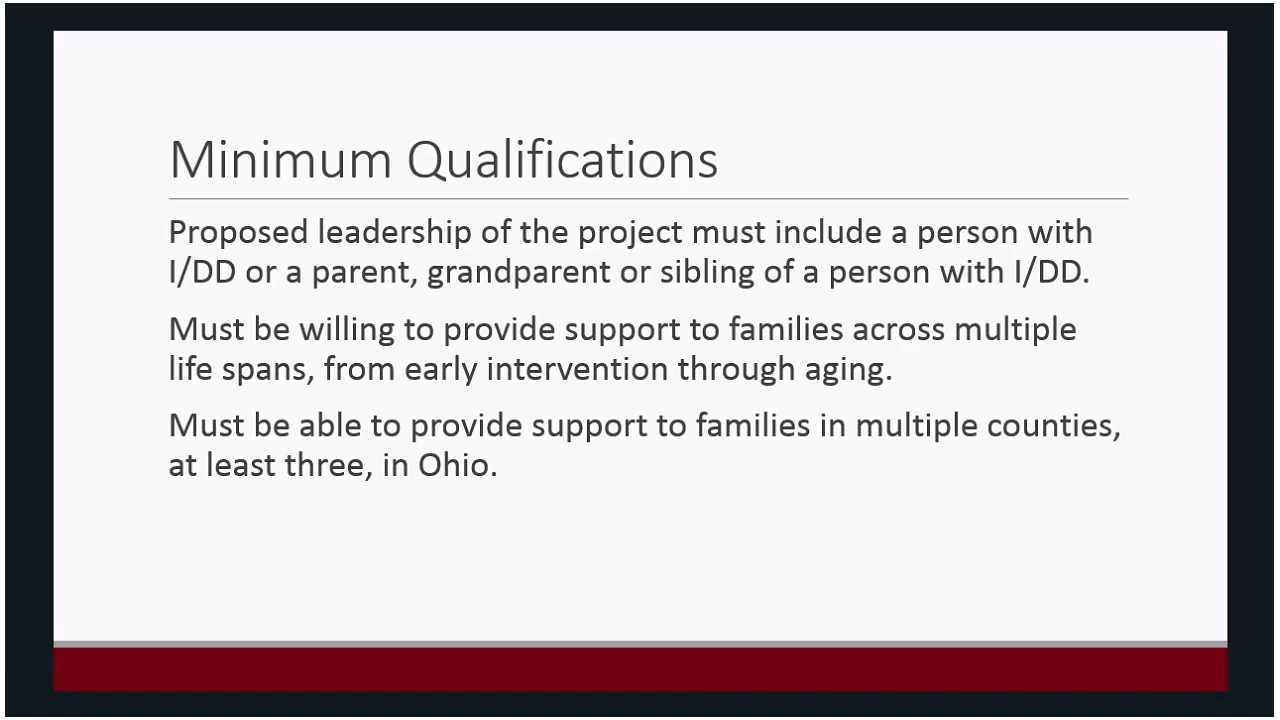 Minimum Qualifications
Proposed leadership of the project must include a person with
I/DD or a parent, grandparent or sibling of a person with I/DD.
Must be willing to provide support to families across multiple
life spans, from early intervention through aging.
Must be able to provide support to families in multiple counties,
at least three, in Ohio.